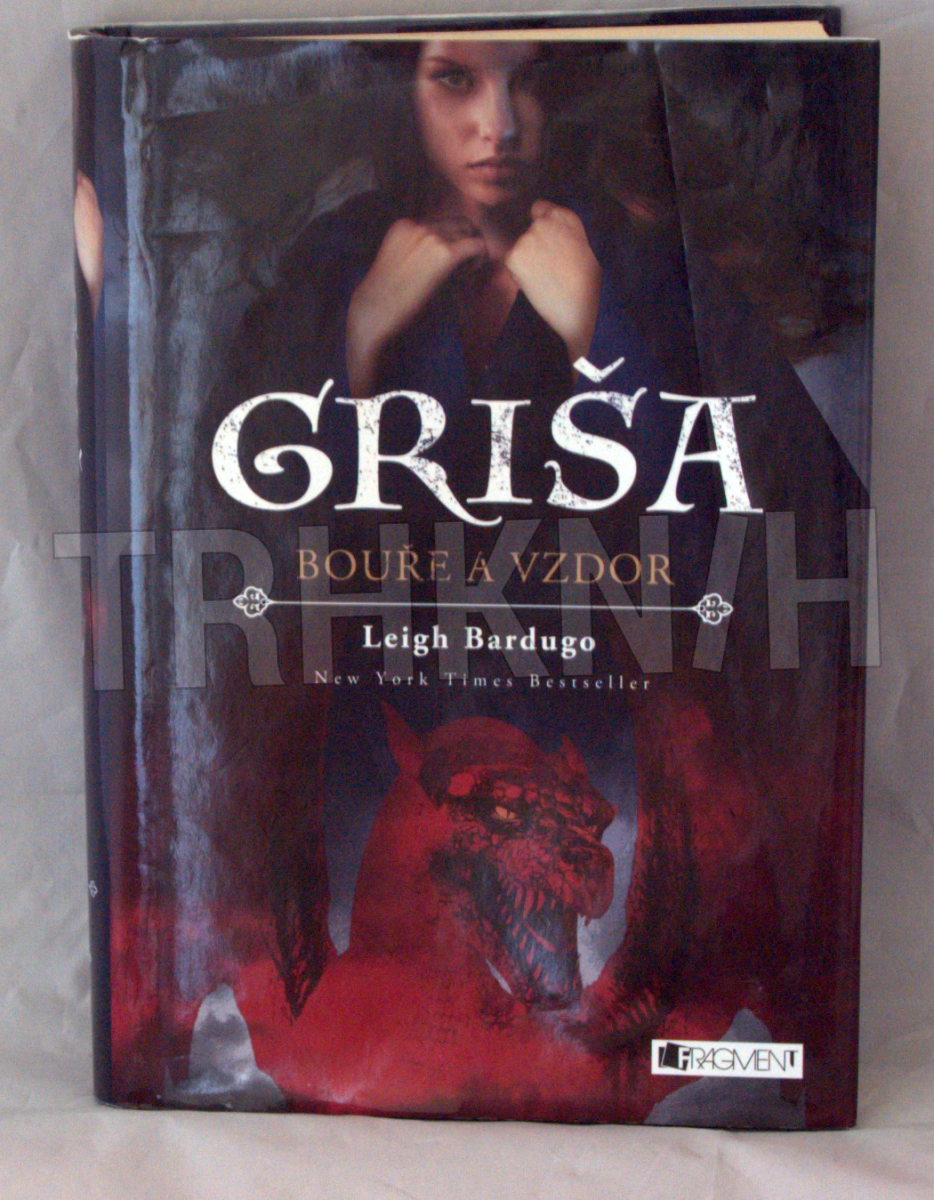 GRIŠA
BOUŘE A VZDOR
Leigh Bardugo
New York Times Bestseller
TRHKNIH
FRAGMENT